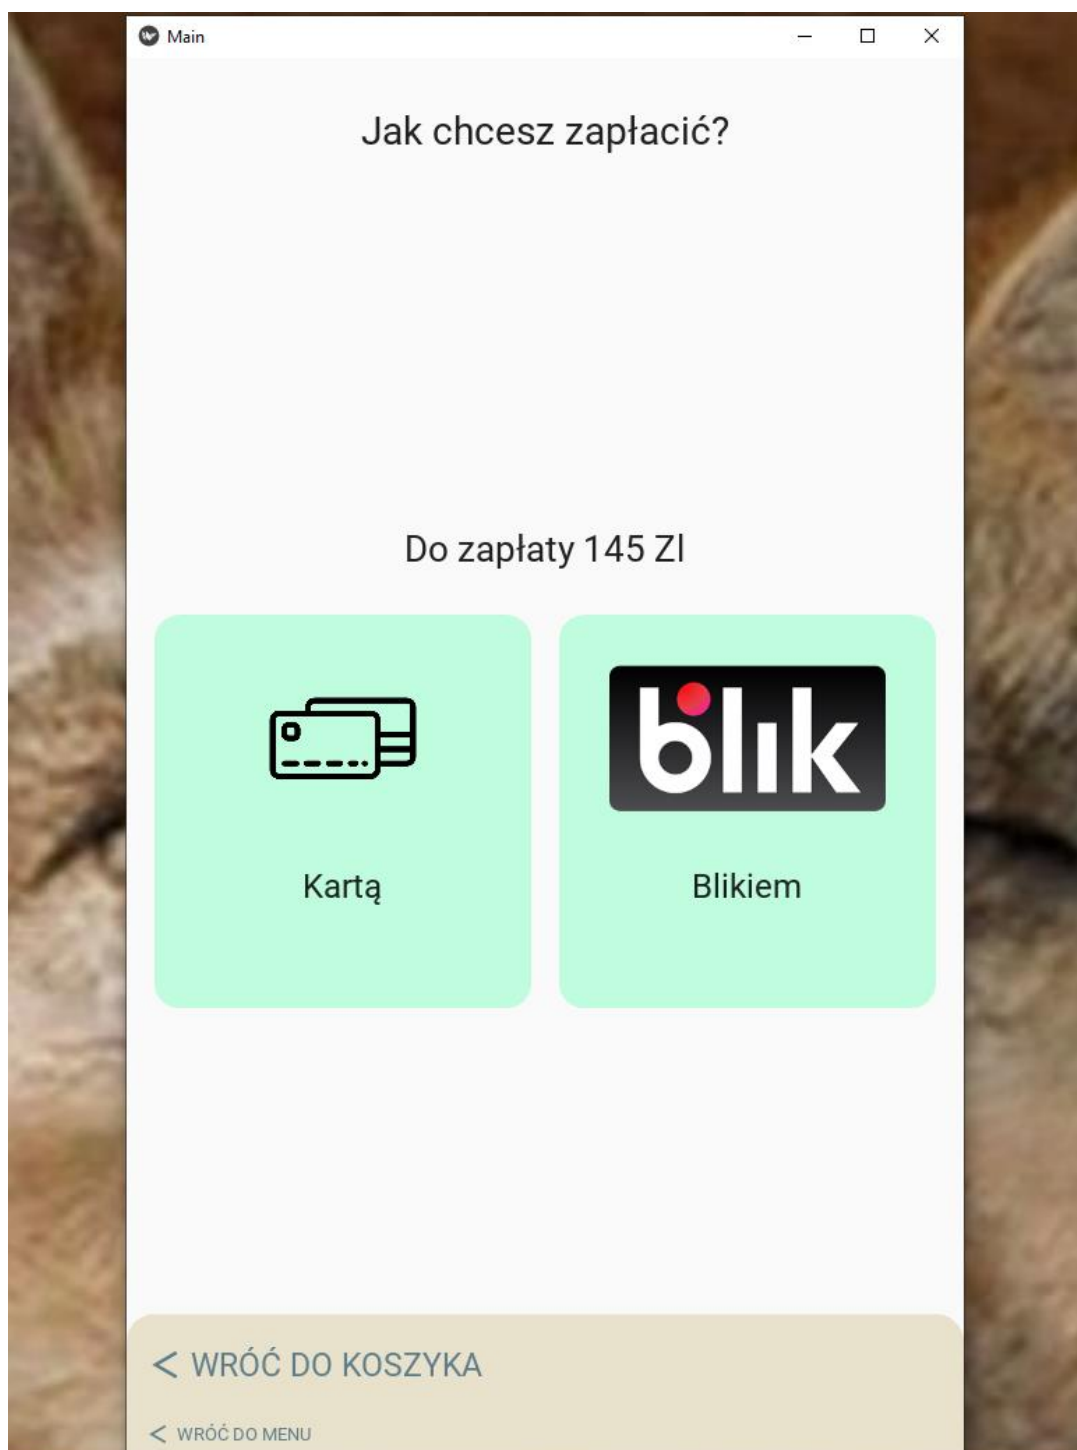 Main
Jak chcesz zapłacić?
Do zapłaty 145 Zl
blik
Kartą
Blikiem
< WRÓĆ DO KOSZYKA
< WRÓĆ DO MENU